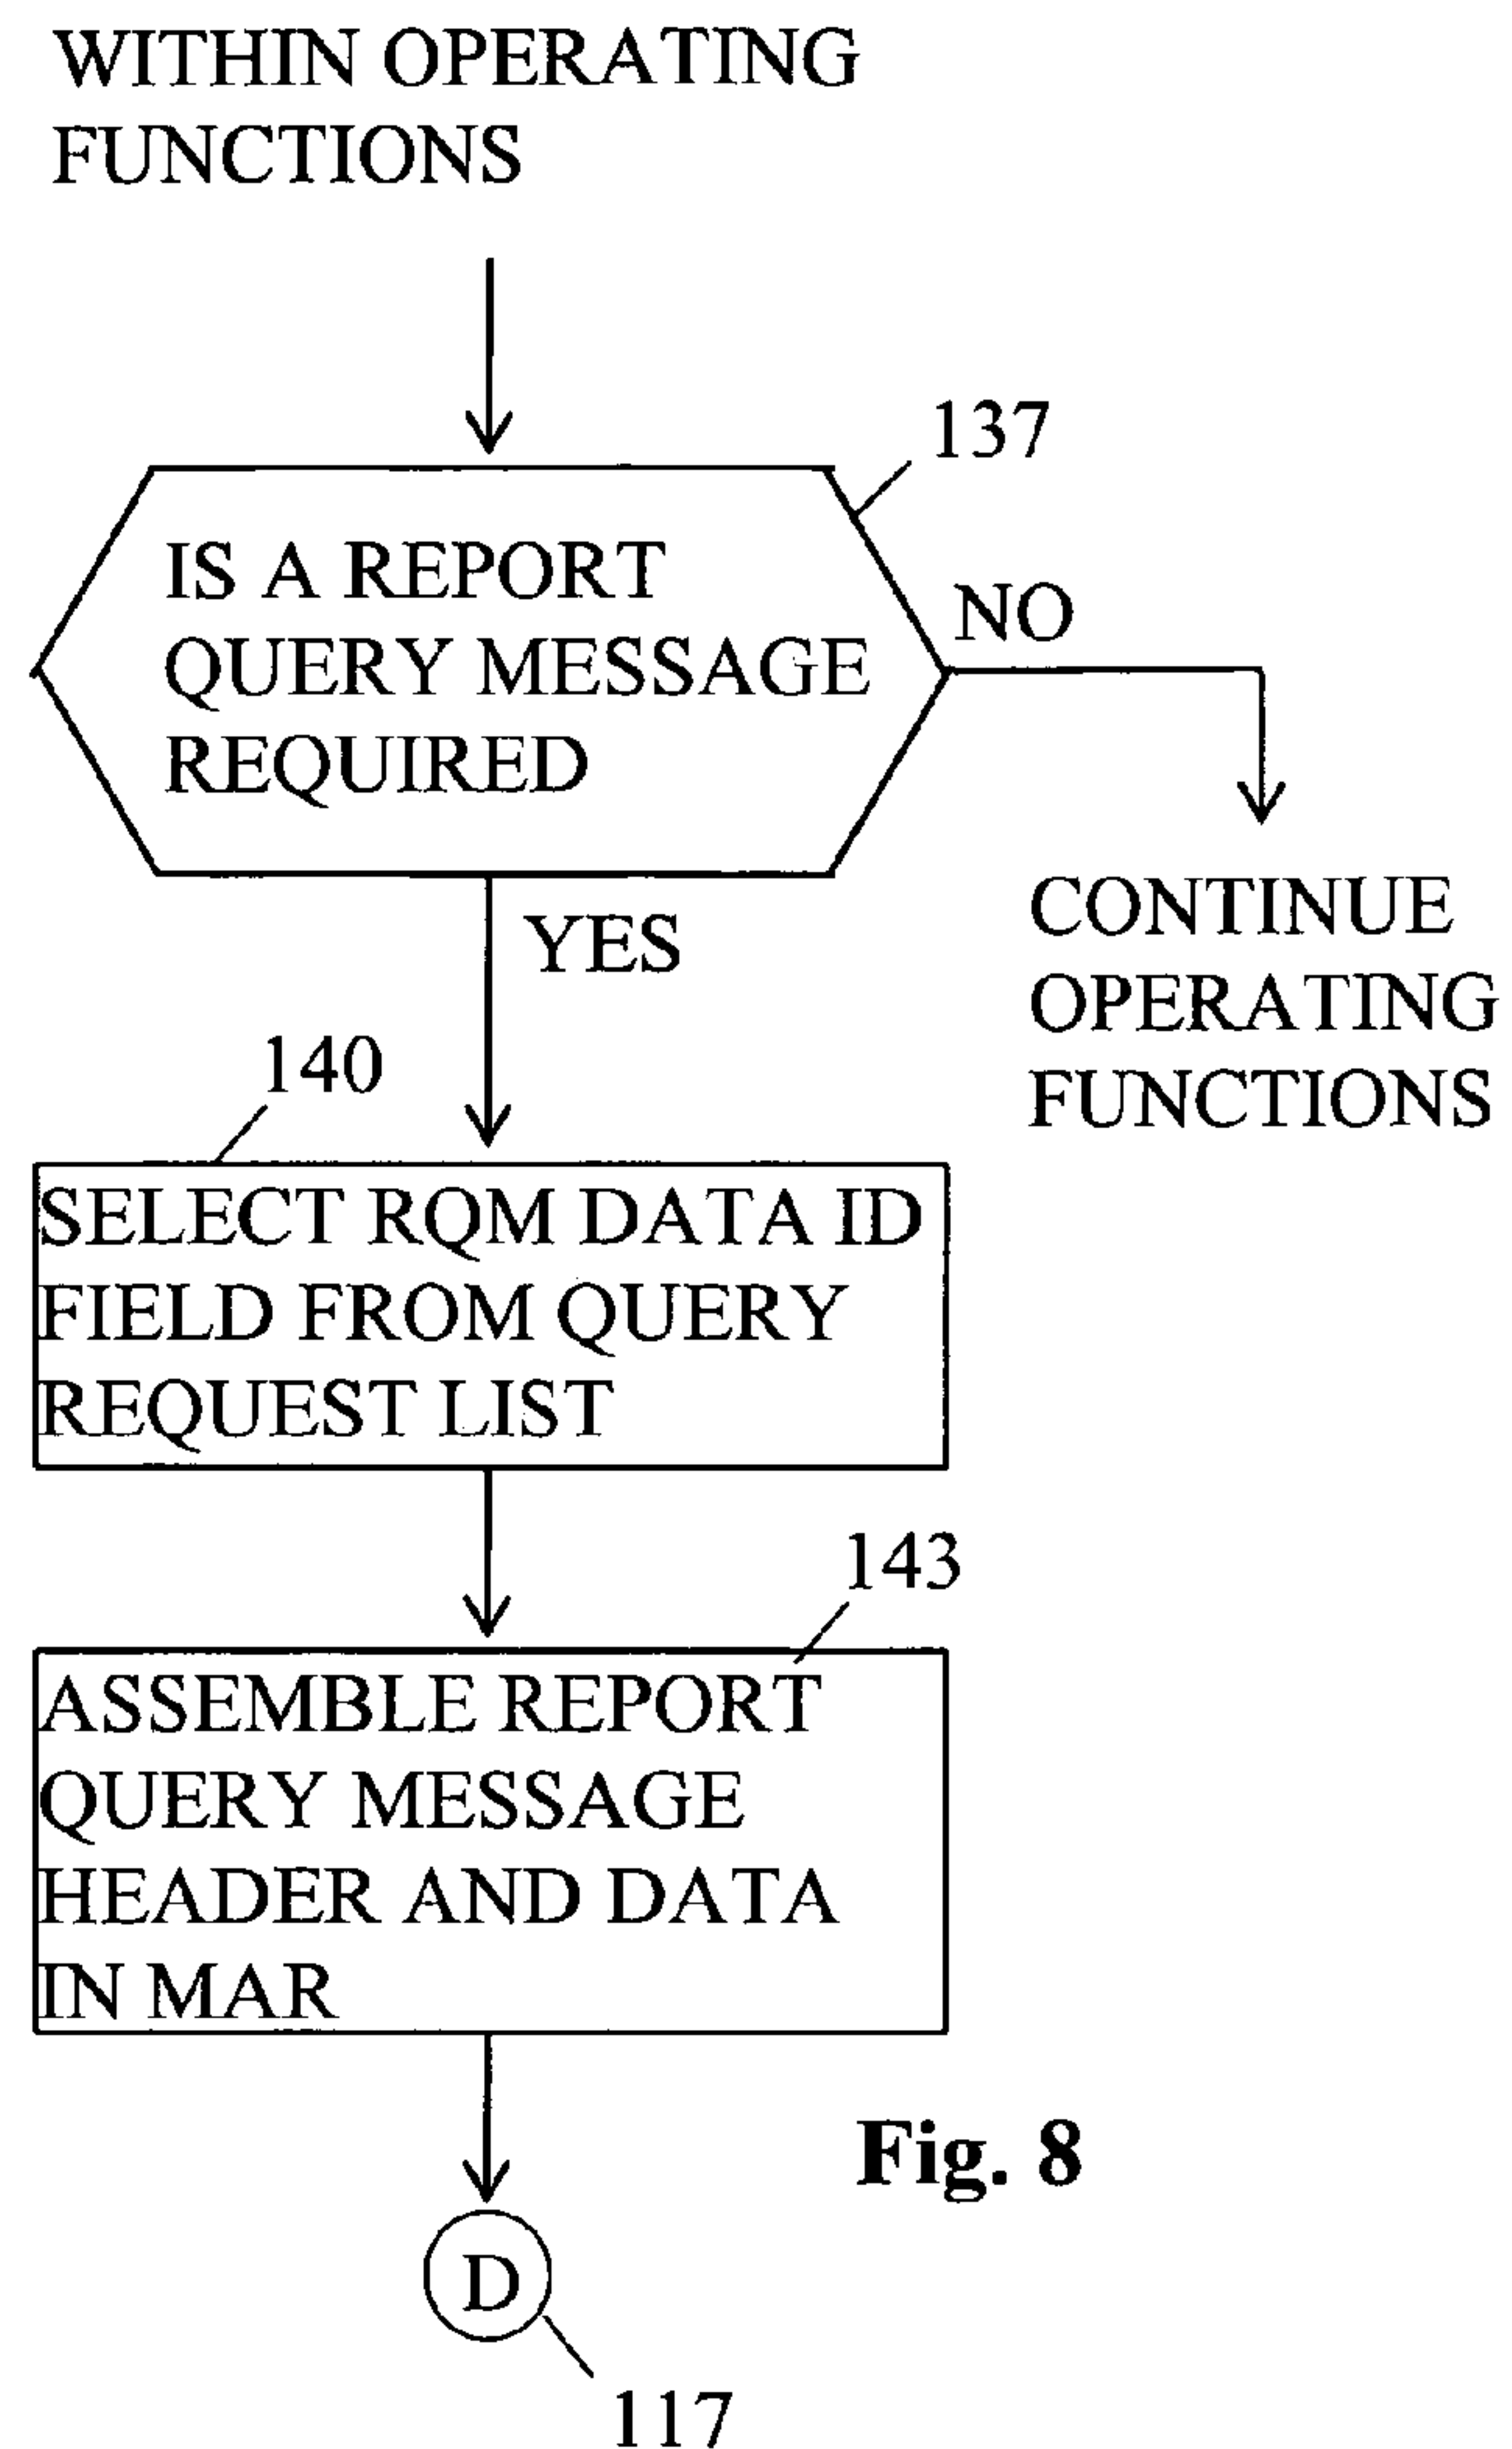 WITHIN OPERATING
FUNCTIONS
137
IS A REPORT
QUERY MESSAGE
REQUIRED
NO
YES
CONTINUE
OPERATING
FUNCTIONS
140
SELECT RQM DATA ID
FIELD FROM QUERY
REQUEST LIST
143
ASSEMBLE REPORT
QUERY MESSAGE
HEADER AND DATA
IN MAR
Fig. 8
D
117